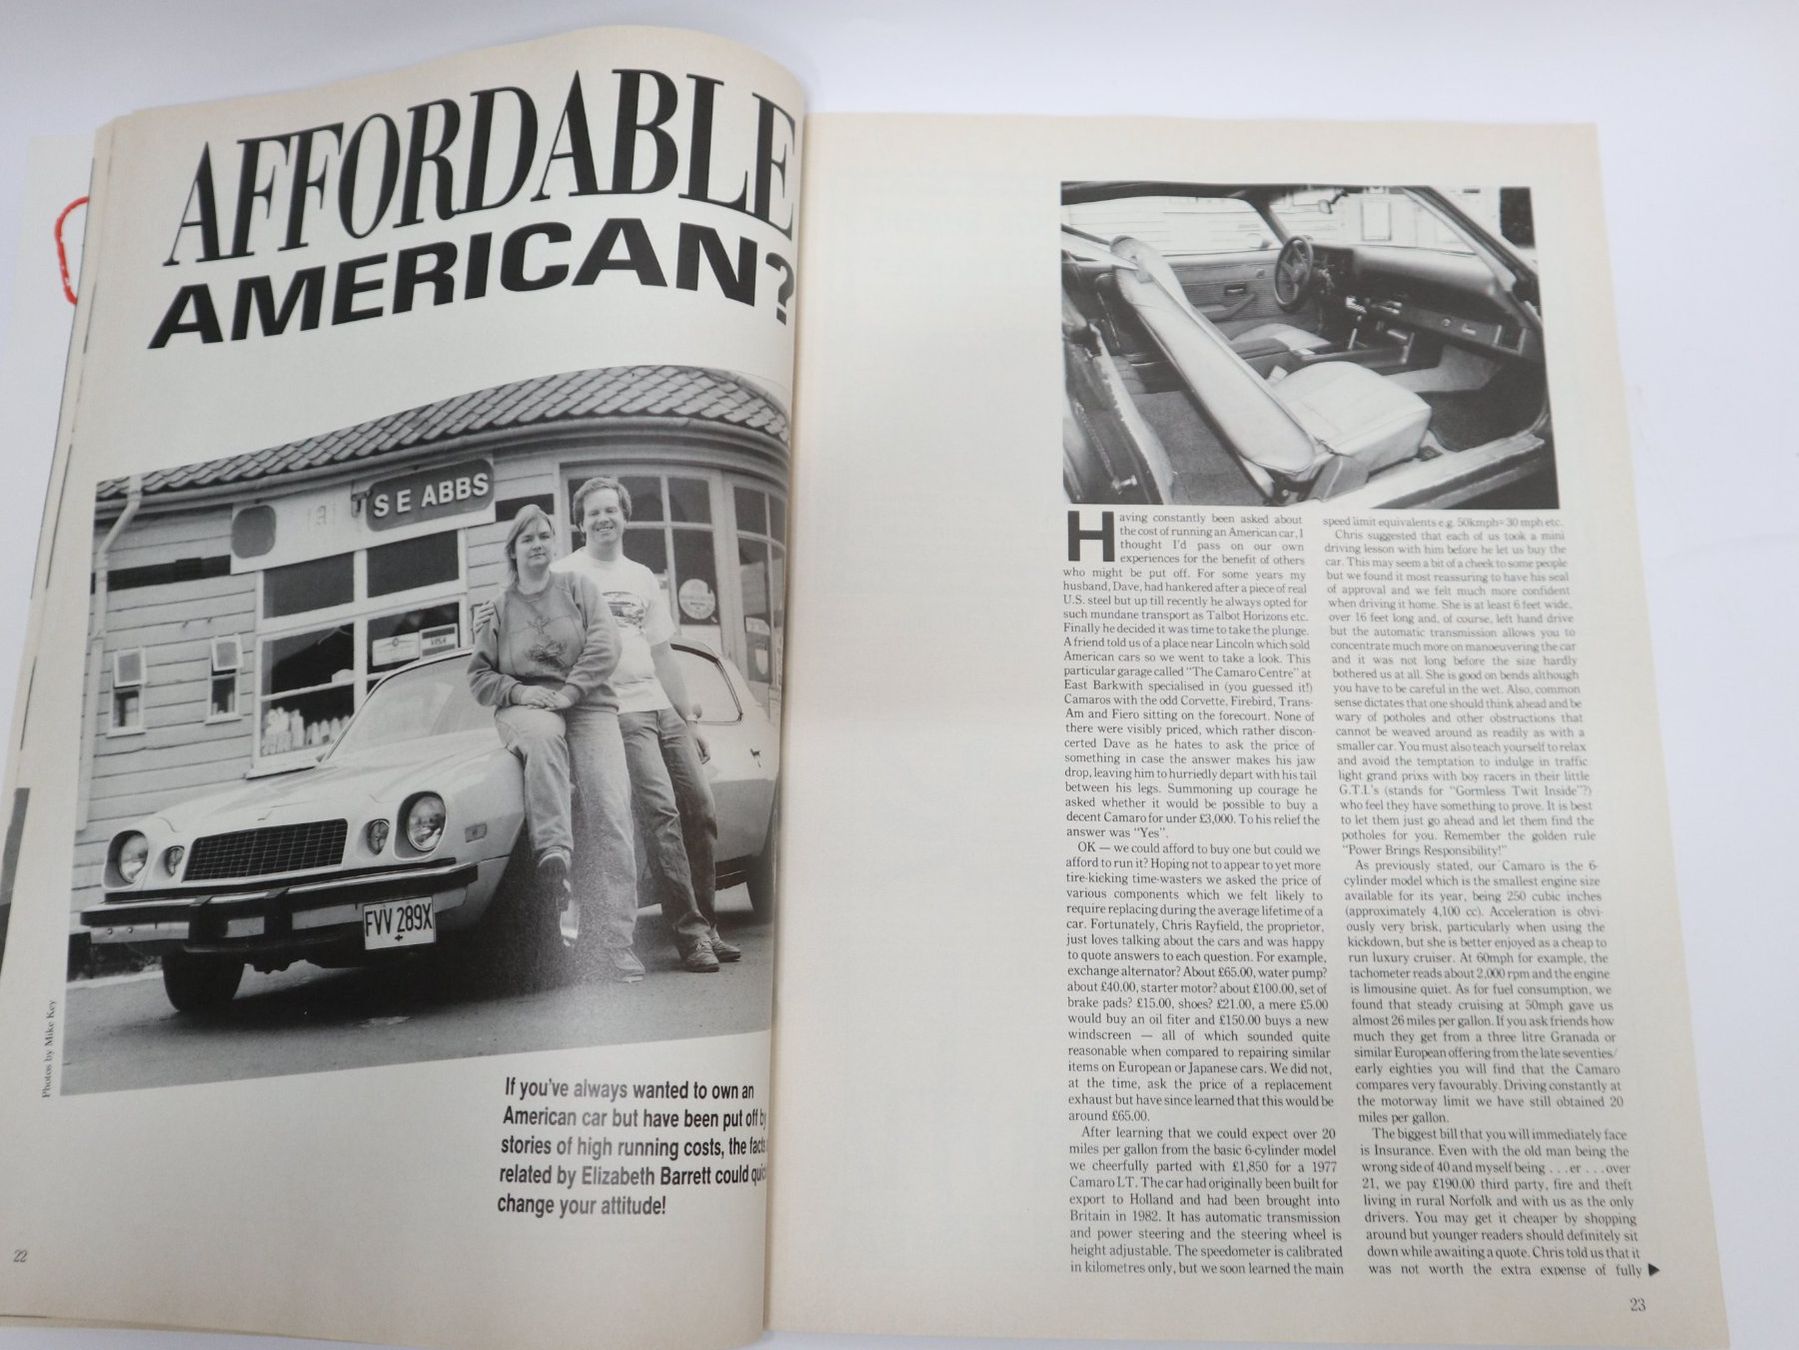 AFFORDABLE
AMERICAN?
S E ABBS
VISA
FVV 289X
Photos by Mike Key
If you've always wanted to own an
American car but have been put off by
stories of high running costs, the facts
related by Elizabeth Barrett could
change your attitude!
22
Having constantly been asked about
the cost of running an American car, I
thought I'd pass on our own
experiences for the benefit of others
who might be put off. For some years my
husband, Dave, had hankered after a piece of real
U.S. steel but up till recently he always opted for
such mundane transport as Talbot Horizons etc.
Finally he decided it was time to take the plunge.
A friend told us of a place near Lincoln which sold
American cars so we went to take a look. This
particular garage called "The Camaro Centre" at
East Barkwith specialised in (you guessed it!)
Camaros with the odd Corvette, Firebird, Trans-
Am and Fiero sitting on the forecourt. None of
there were visibly priced, which rather discon-
certed Dave as he hates to ask the price of
something in case the answer makes his jaw
drop, leaving him to hurriedly depart with his tail
between his legs. Summoning up courage he
asked whether it would be possible to buy a
decent Camaro for under £3,000. To his relief the
answer was "Yes".
OK — we could afford to buy one but could we
afford to run it? Hoping not to appear to yet more
tire-kicking time-wasters we asked the price of
various components which we felt likely to
require replacing during the average lifetime of a
car. Fortunately, Chris Rayfield, the proprietor,
just loves talking about the cars and was happy
to quote answers to each question. For example,
exchange alternator? About £65.00, water pump?
about £40.00, starter motor? about £100.00, set of
brake pads? £15.00, shoes? £21.00, a mere £5.00
would buy an oil fiter and £150.00 buys a new
windscreen — all of which sounded quite
reasonable when compared to repairing similar
items on European or Japanese cars. We did not,
at the time, ask the price of a replacement
exhaust but have since learned that this would be
around £65.00.
After learning that we could expect over 20
miles per gallon from the basic 6-cylinder model
we cheerfully parted with £1,850 for a 1977
Camaro LT. The car had originally been built for
export to Holland and had been brought into
Britain in 1982. It has automatic transmission
and power steering and the steering wheel is
height adjustable. The speedometer is calibrated
in kilometres only, but we soon learned the main
speed limit equivalents e.g. 50kmph= 30 mph etc.
Chris suggested that each of us took a mini
driving lesson with him before he let us buy the
car. This may seem a bit of a cheek to some people
but we found it most reassuring to have his seal
of approval and we felt much more confident
when driving it home. She is at least 6 feet wide,
over 16 feet long and, of course, left hand drive
but the automatic transmission allows you to
concentrate much more on manoeuvering the car
and it was not long before the size hardly
bothered us at all. She is good on bends although
you have to be careful in the wet. Also, common
sense dictates that one should think ahead and be
wary of potholes and other obstructions that
cannot be weaved around as readily as with a
smaller car. You must also teach yourself to relax
and avoid the temptation to indulge in traffic
light grand prixs with boy racers in their little
G.T.I.'s (stands for "Gormless Twit Inside"?)
who feel they have something to prove. It is best
to let them just go ahead and let them find the
potholes for you. Remember the golden rule
"Power Brings Responsibility!"
As previously stated, our Camaro is the 6-
cylinder model which is the smallest engine size
available for its year, being 250 cubic inches
(approximately 4,100 cc). Acceleration is obvi-
ously very brisk, particularly when using the
kickdown, but she is better enjoyed as a cheap to
run luxury cruiser. At 60mph for example, the
tachometer reads about 2,000 rpm and the engine
is limousine quiet. As for fuel consumption, we
found that steady cruising at 50mph gave us
almost 26 miles per gallon. If you ask friends how
much they get from a three litre Granada or
similar European offering from the late seventies/
early eighties you will find that the Camaro
compares very favourably. Driving constantly at
the motorway limit we have still obtained 20
miles per gallon.
The biggest bill that you will immediately face
is Insurance. Even with the old man being the
wrong side of 40 and myself being . . . er . . . over
21, we pay £190.00 third party, fire and theft
living in rural Norfolk and with us as the only
drivers. You may get it cheaper by shopping
around but younger readers should definitely sit
down while awaiting a quote. Chris told us that it
was not worth the extra expense of fully
23